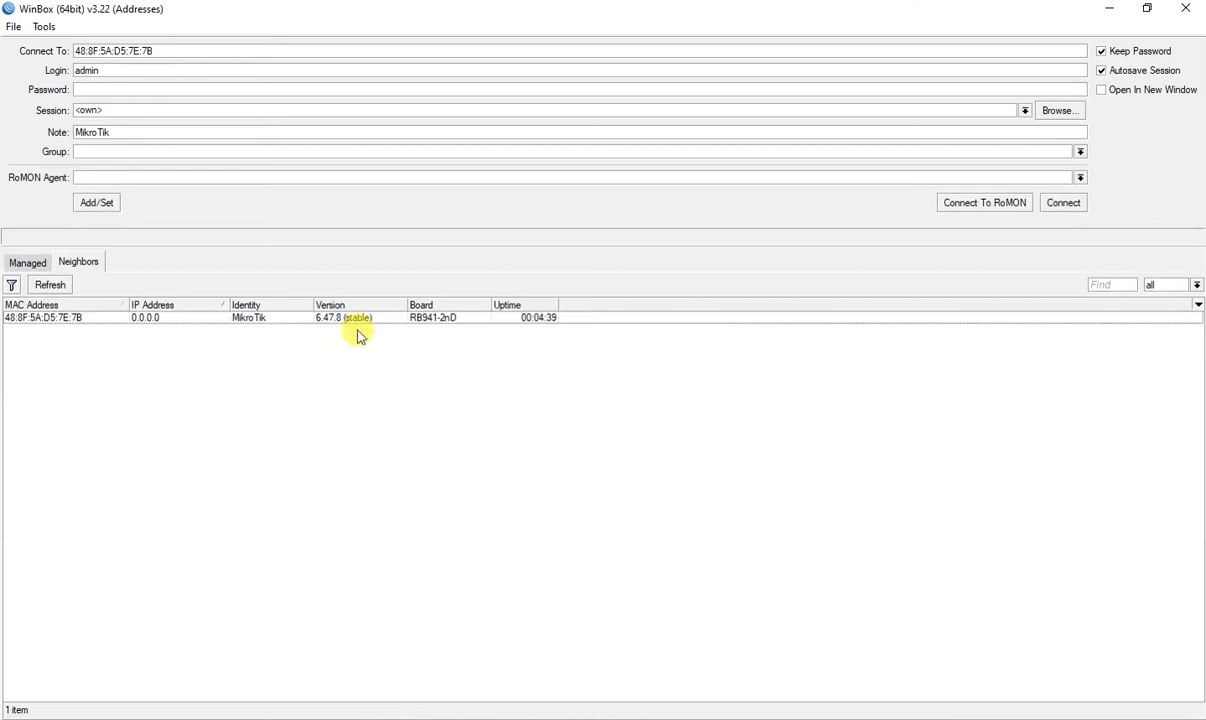 WinBox (64bit) v3.22 (Addresses)
File Tools
Connect To: 48:8F:5A:D5:7E:7B Keep Password
Login: admin Autosave Session
Password: Open In New Window
Session: <own> Browse...
Note: MikroTik
Group:
RoMON Agent:
Add/Set Connect To RoMON Connect
Managed Neighbors
Refresh Find all
MAC Address IP Address Identity Version Board Uptime
48:8F:5A:D5:7E:7B 0.0.0.0 MikroTik 6.47.8 (stable) RB941-2nD 00:04:39
1 item